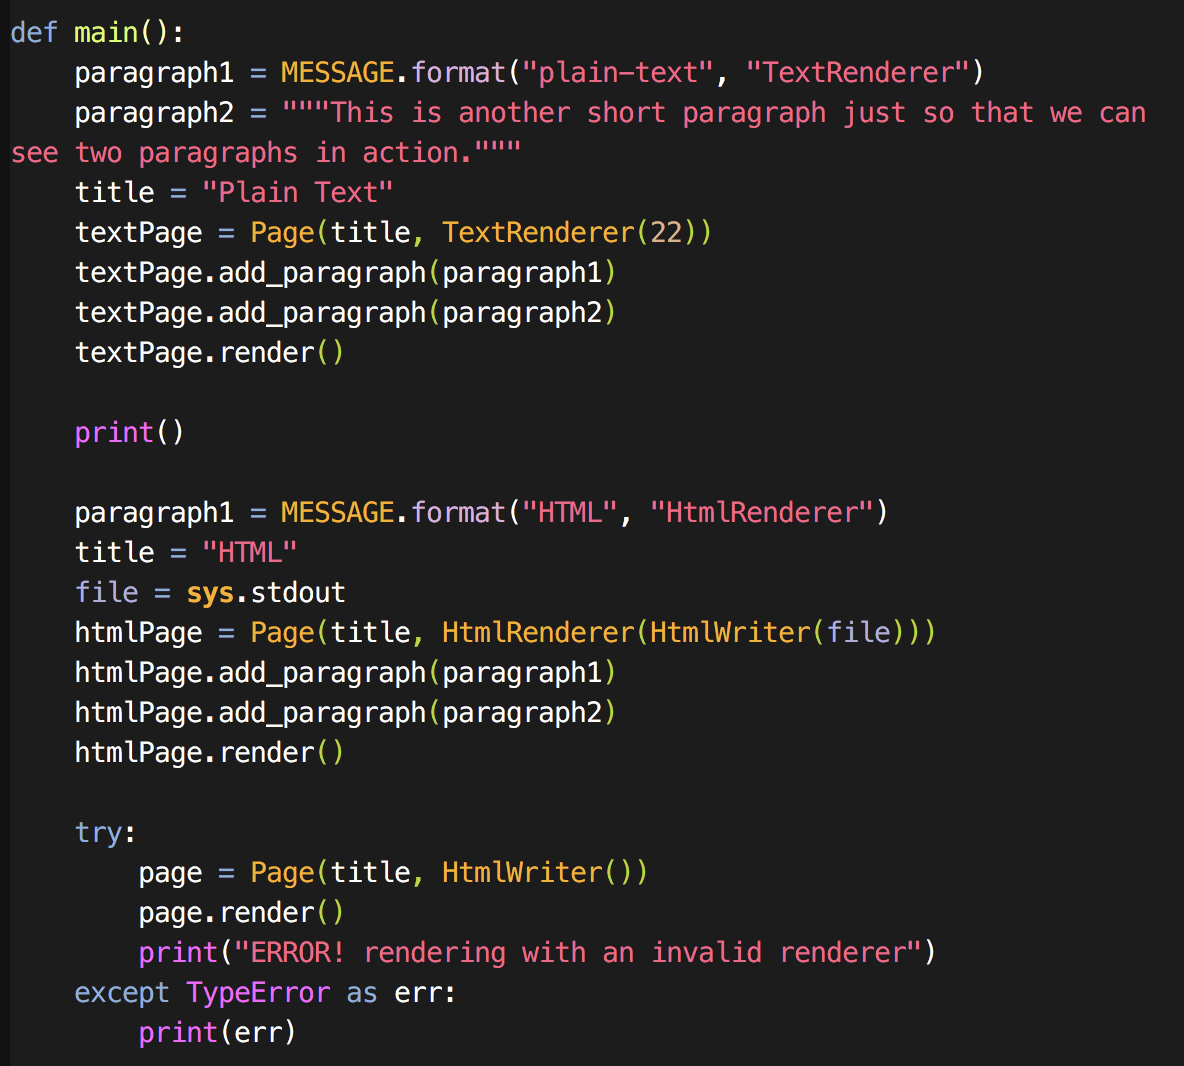 def main():
    paragraph1 = MESSAGE.format("plain-text", "TextRenderer")
    paragraph2 = """This is another short paragraph just so that we can
see two paragraphs in action."""
    title = "Plain Text"
    textPage = Page(title, TextRenderer(22))
    textPage.add_paragraph(paragraph1)
    textPage.add_paragraph(paragraph2)
    textPage.render()

    print()

    paragraph1 = MESSAGE.format("HTML", "HtmlRenderer")
    title = "HTML"
    file = sys.stdout
    htmlPage = Page(title, HtmlRenderer(HtmlWriter(file)))
    htmlPage.add_paragraph(paragraph1)
    htmlPage.add_paragraph(paragraph2)
    htmlPage.render()

    try:
        page = Page(title, HtmlWriter())
        page.render()
        print("ERROR! rendering with an invalid renderer")
    except TypeError as err:
        print(err)